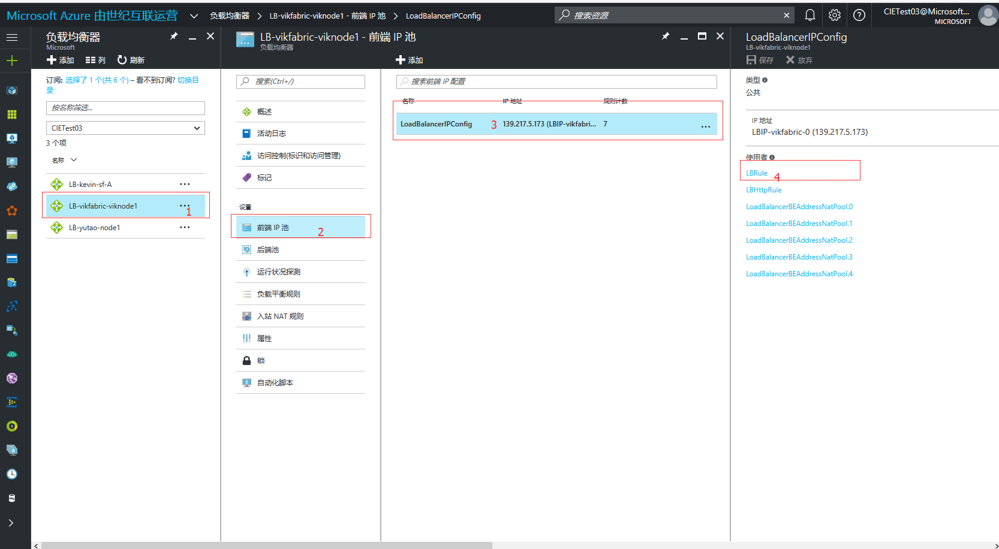 Microsoft Azure 由世纪互联运营
负载均衡器 > LB-vikfabric-viknode1 - 前端 IP 池 > LoadBalancerIPConfig
搜索资源
CIETest03@Microsoft...
MICROSOFT
负载均衡器
Microsoft
添加 列 刷新
订阅: 选择了 1 个(共 6 个) – 看不到订阅? 切换目
录
按名称筛选...
CIETest03
3 个项
名称
LB-kevin-sf-A ...
LB-vikfabric-viknode1 ...
1
LB-yutao-node1 ...
LB-vikfabric-viknode1 - 前端 IP 池
负载均衡器
搜索(Ctrl+/)
概述
活动日志
访问控制(标识和访问管理)
标记
设置
前端 IP 池
2
后端池
运行状况探测
负载平衡规则
入站 NAT 规则
属性
锁
自动化脚本
添加
搜索前端 IP 配置
名称 IP 地址 规则计数
LoadBalancerIPConfig 3 139.217.5.173 (LBIP-vikfabri... 7 ...
LoadBalancerIPConfig
LB-vikfabric-viknode1
保存 放弃
类型
公共
IP 地址
LBIP-vikfabric-0 (139.217.5.173)
使用者
LBRule
4
LBHttpRule
LoadBalancerBEAddressNatPool.0
LoadBalancerBEAddressNatPool.1
LoadBalancerBEAddressNatPool.2
LoadBalancerBEAddressNatPool.3
LoadBalancerBEAddressNatPool.4